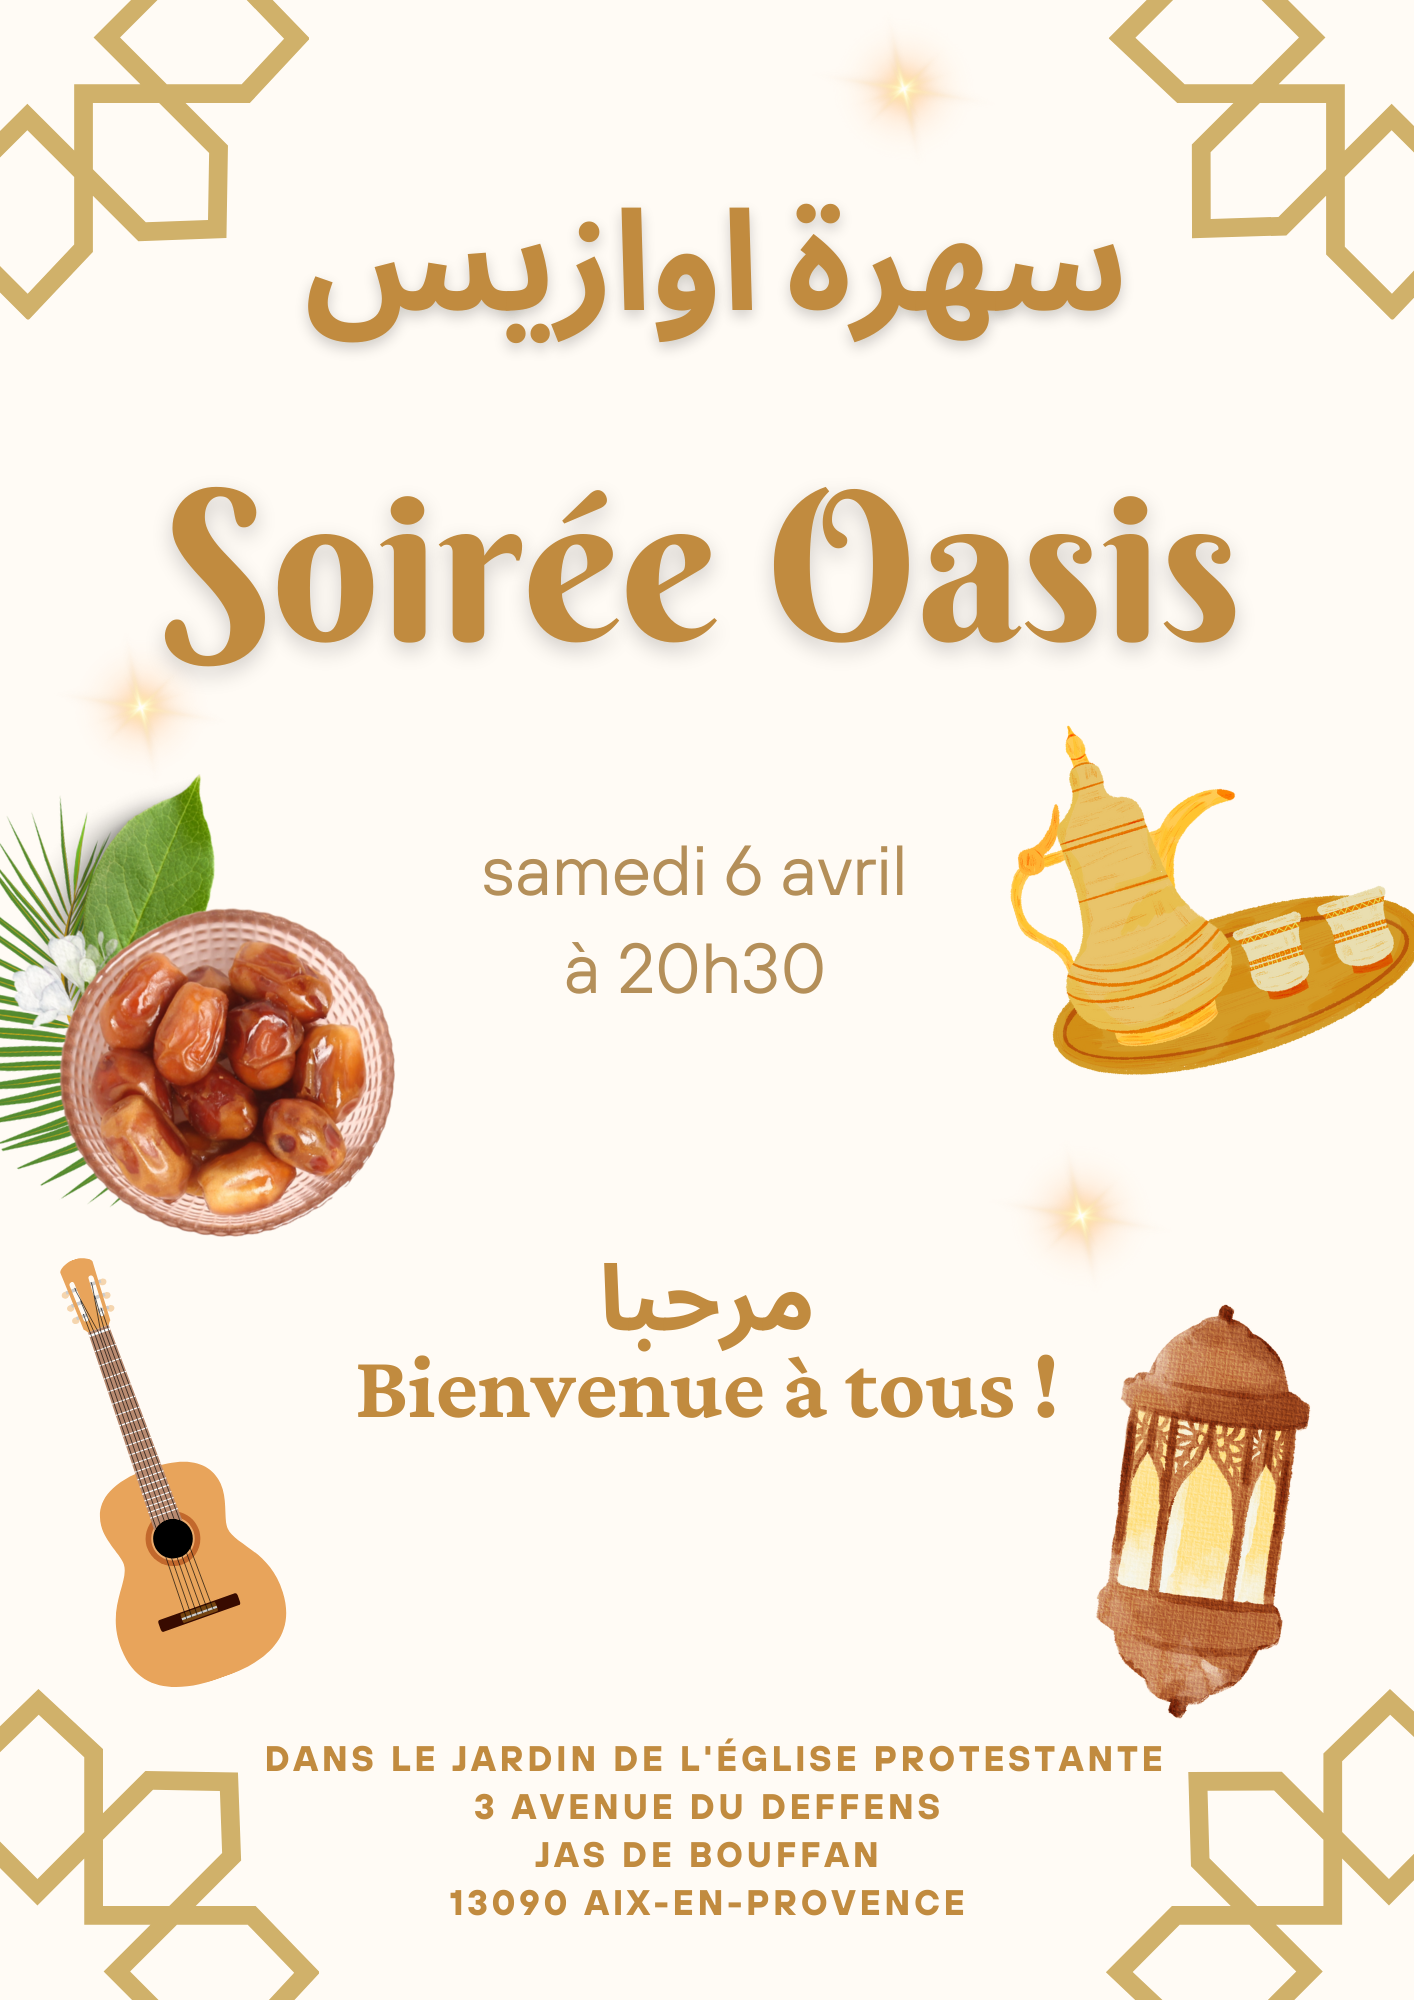 سهرة اوازيس
Soirée Oasis
samedi 6 avril
à 20h30
مرحبا
Bienvenue à tous !
DANS LE JARDIN DE L'ÉGLISE PROTESTANTE
3 AVENUE DU DEFFENS
JAS DE BOUFFAN
13090 AIX-EN-PROVENCE